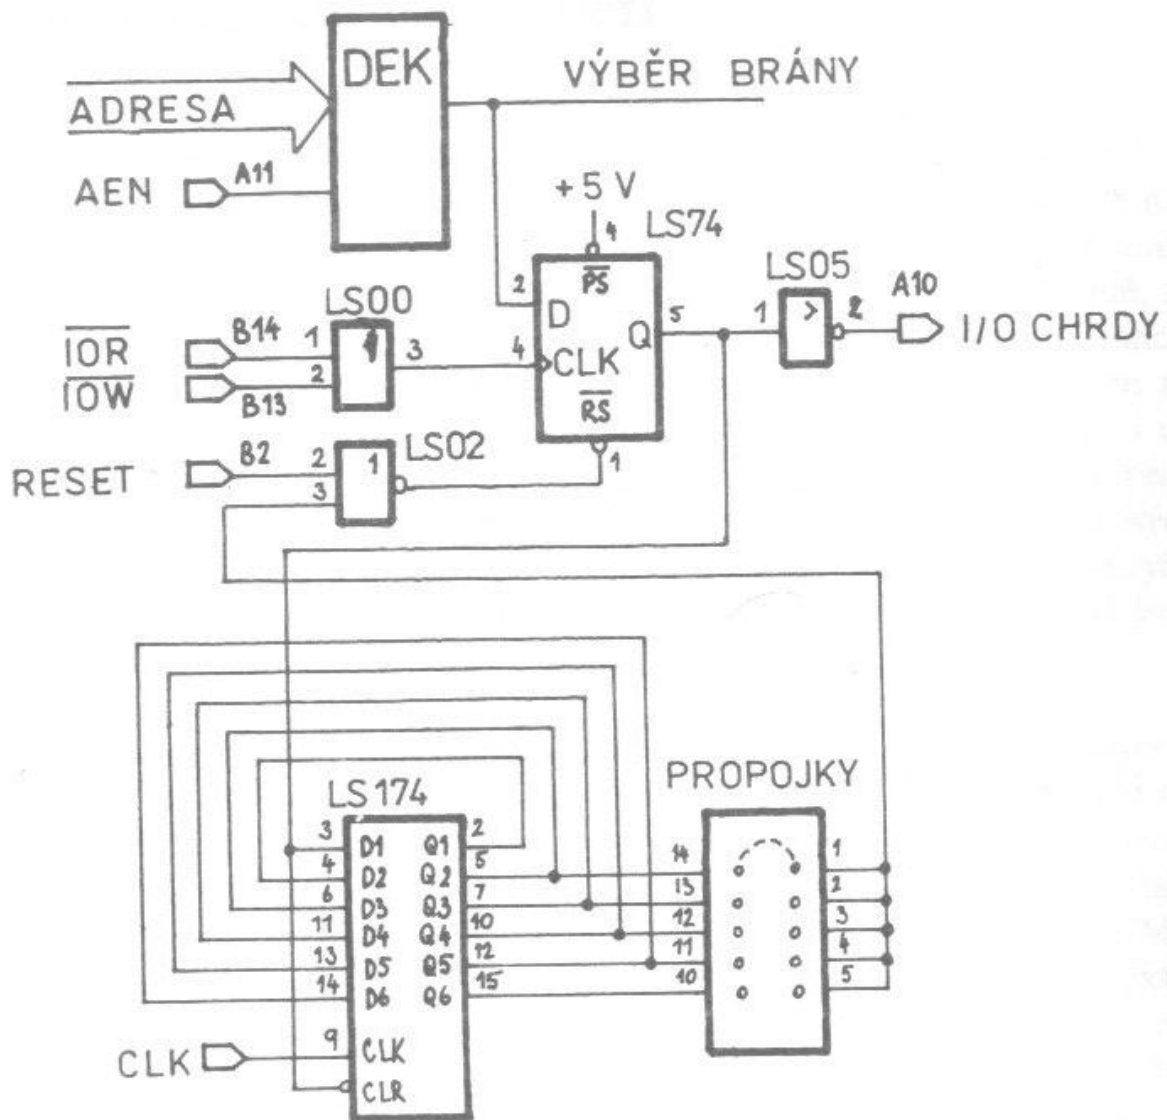 DEK
VÝBĚR BRÁNY
ADRESA
AEN
A11
+5 V
4
LS74
PS
2
D
Q
5
4
CLK
RS
1
LS05
1
>
2
A10
I/O CHRDY
LS00
IOR
B14
1
3
IOW
B13
2
LS02
RESET
B2
2
1
3
LS174
PROPOJKY
3 D1 Q1 2
4 D2 Q2 5
6 D3 Q3 7
11 D4 Q4 10
13 D5 Q5 12
14 D6 Q6 15
CLK
9 CLK
CLR
14 1
13 2
12 3
11 4
10 5